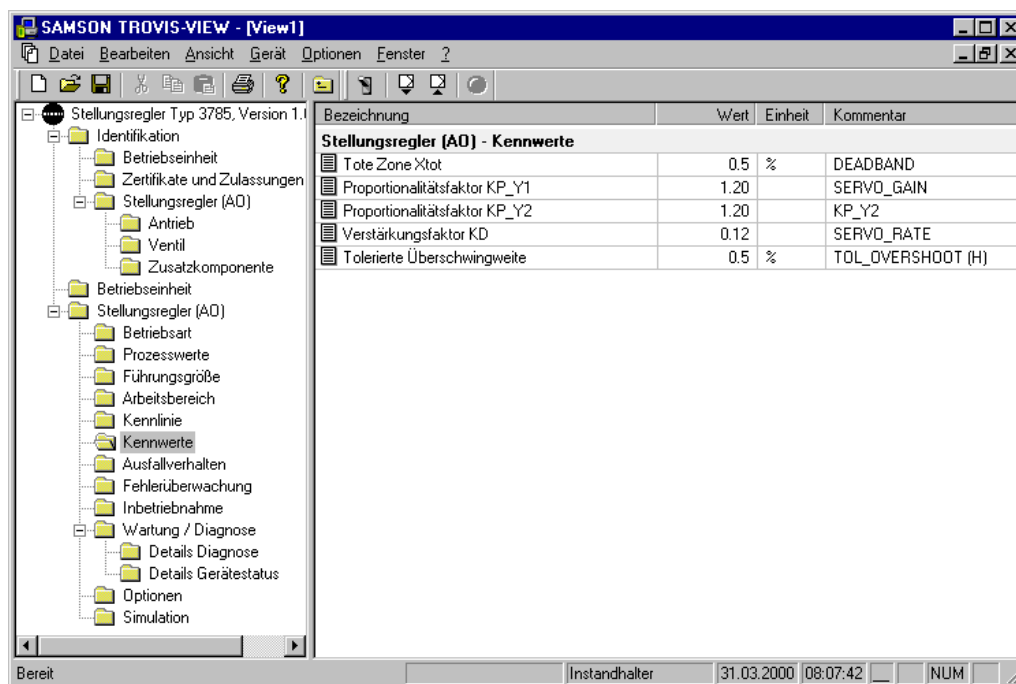 SAMSON TROVIS-VIEW - [View1]
Datei Bearbeiten Ansicht Gerät Optionen Fenster ?
Stellungsregler Typ 3785, Version 1.
Identifikation
Betriebseinheit
Zertifikate und Zulassungen
Stellungsregler (AO)
Antrieb
Ventil
Zusatzkomponente
Betriebseinheit
Stellungsregler (AO)
Betriebsart
Prozesswerte
Führungsgröße
Arbeitsbereich
Kennlinie
Kennwerte
Ausfallverhalten
Fehlerüberwachung
Inbetriebnahme
Wartung / Diagnose
Details Diagnose
Details Gerätestatus
Optionen
Simulation
Bezeichnung Wert Einheit Kommentar
Stellungsregler (AO) - Kennwerte
Tote Zone Xtot 0.5 % DEADBAND
Proportionalitätsfaktor KP_Y1 1.20 SERVO_GAIN
Proportionalitätsfaktor KP_Y2 1.20 KP_Y2
Verstärkungsfaktor KD 0.12 SERVO_RATE
Tolerierte Überschwingweite 0.5 % TOL_OVERSHOOT (H)
Bereit Instandhalter 31.03.2000 08:07:42 NUM